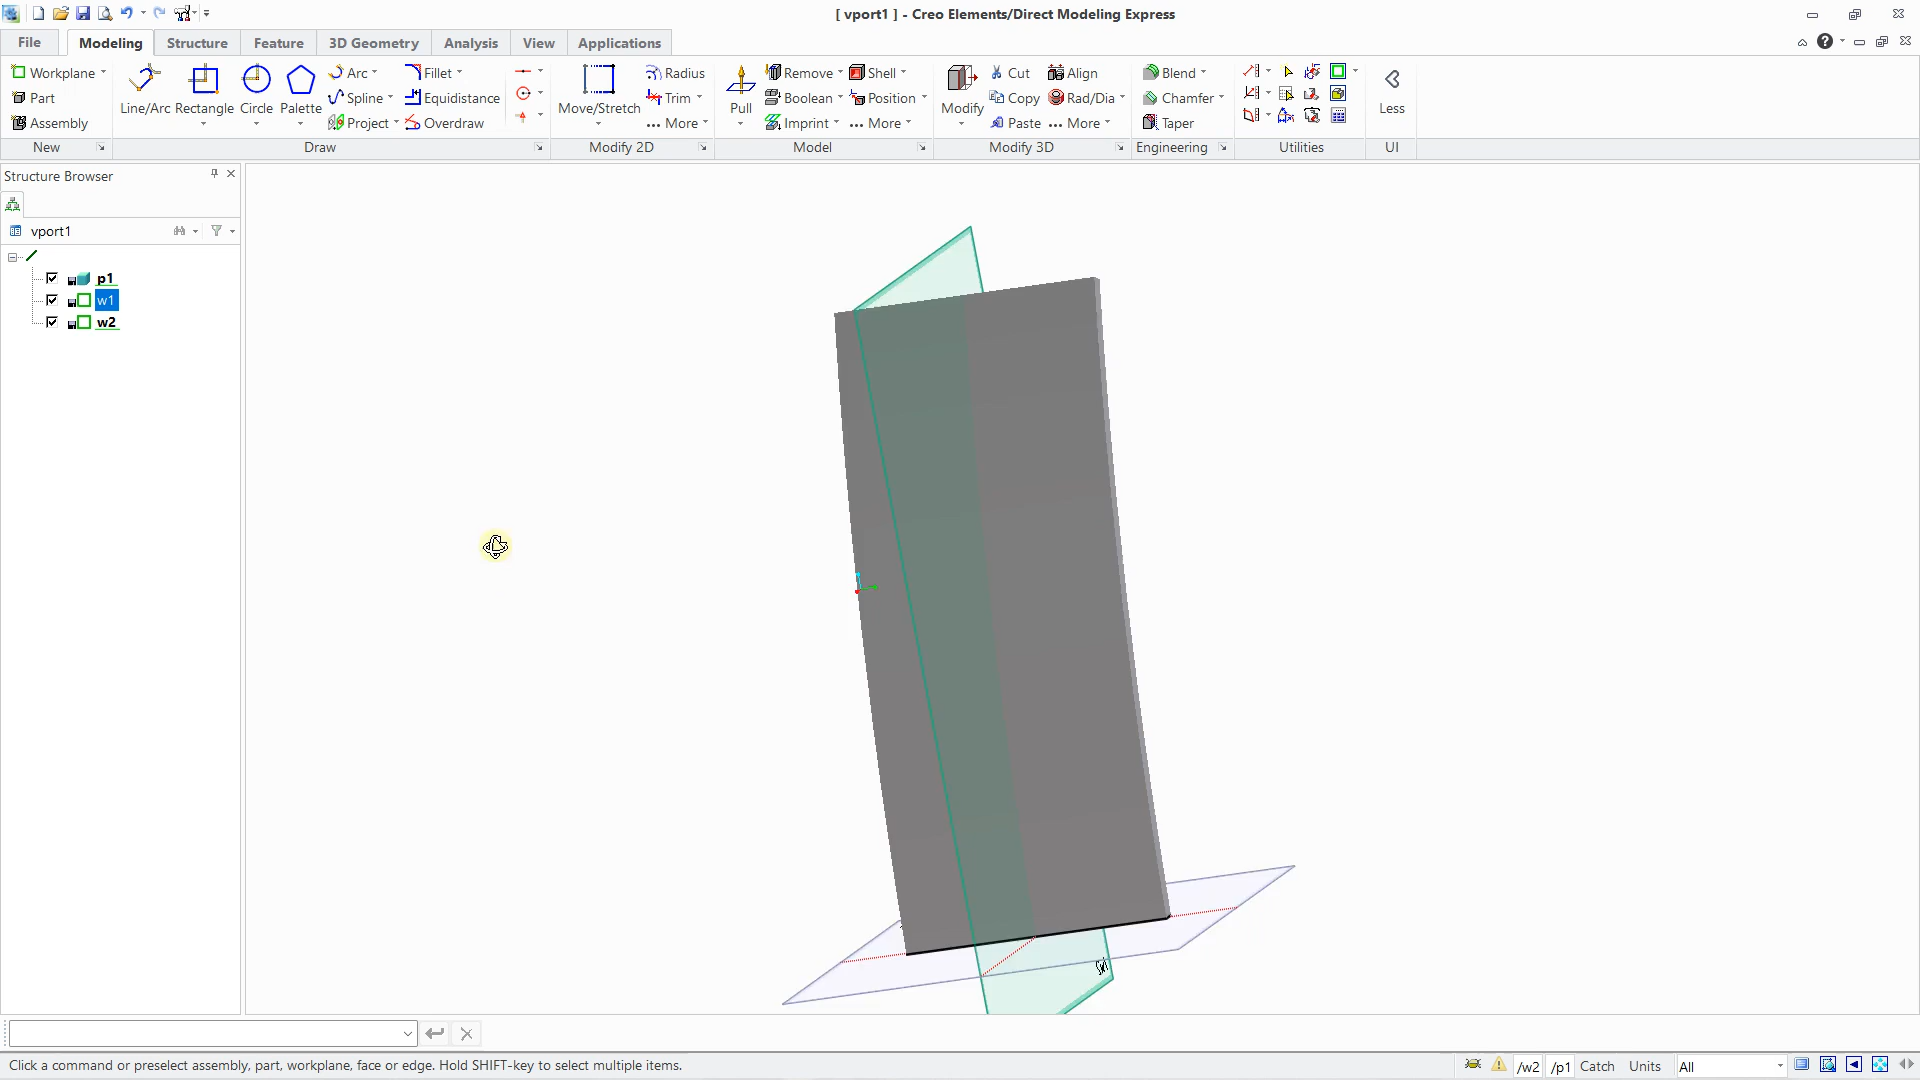 [ vport1 ] - Creo Elements/Direct Modeling Express
File Modeling Structure Feature 3D Geometry Analysis View Applications
Workplane Line/Arc Rectangle Circle Palette Arc Fillet Move/Stretch Radius Pull Remove Shell Modify Cut Align Blend Less
Part Spline Equidistance Trim Boolean Position Copy Rad/Dia Chamfer
Assembly Project Overdraw ... More Imprint ... More Paste ... More Taper
New Draw Modify 2D Model Modify 3D Engineering Utilities UI
Structure Browser
vport1
p1
w1
w2
Click a command or preselect assembly, part, workplane, face or edge. Hold SHIFT-key to select multiple items.
/w2 /p1 Catch Units All